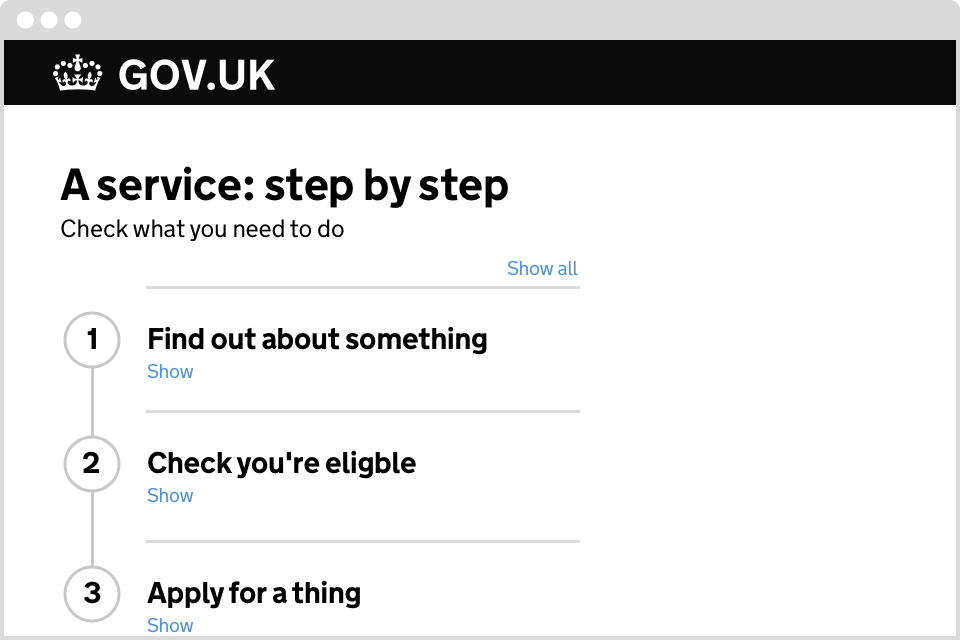 GOV.UK
A service: step by step
Check what you need to do
Show all
1 Find out about something
Show
2 Check you're eligble
Show
3 Apply for a thing
Show